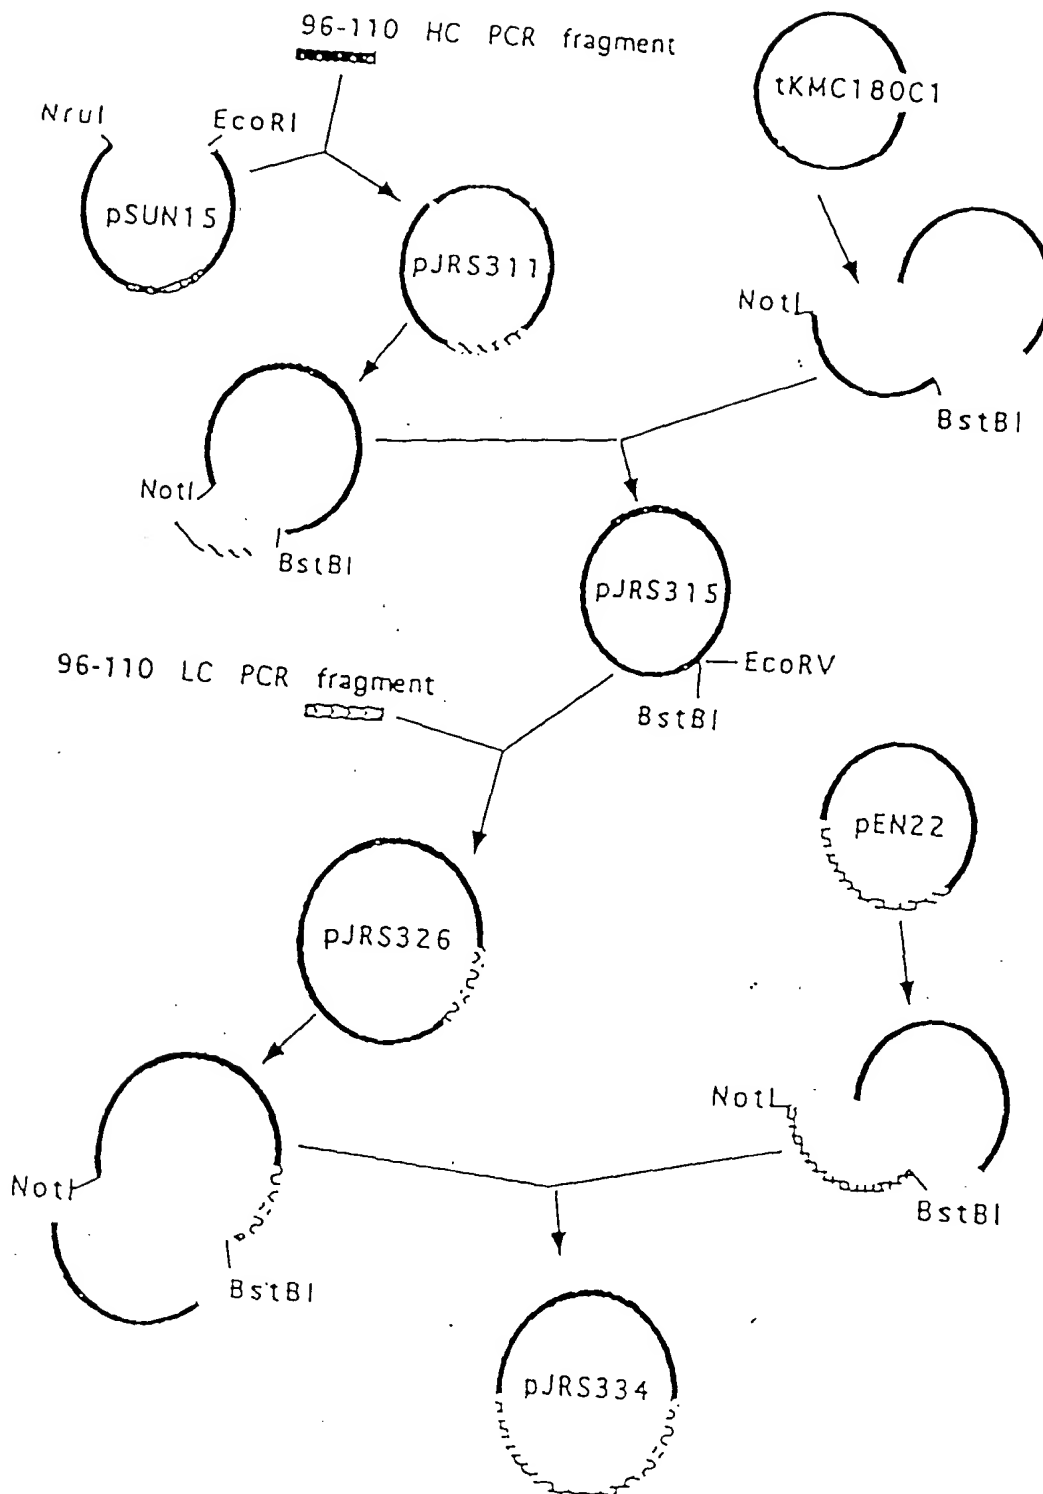 96-110 HC PCR fragment
tKMC180C1
NruI
EcoRI
pSUN15
pJRS311
NotI
BstBI
NotI
BstBI
pJRS315
EcoRV
BstBI
96-110 LC PCR fragment
pEN22
pJRS326
NotI
BstBI
NotI
BstBI
pJRS334